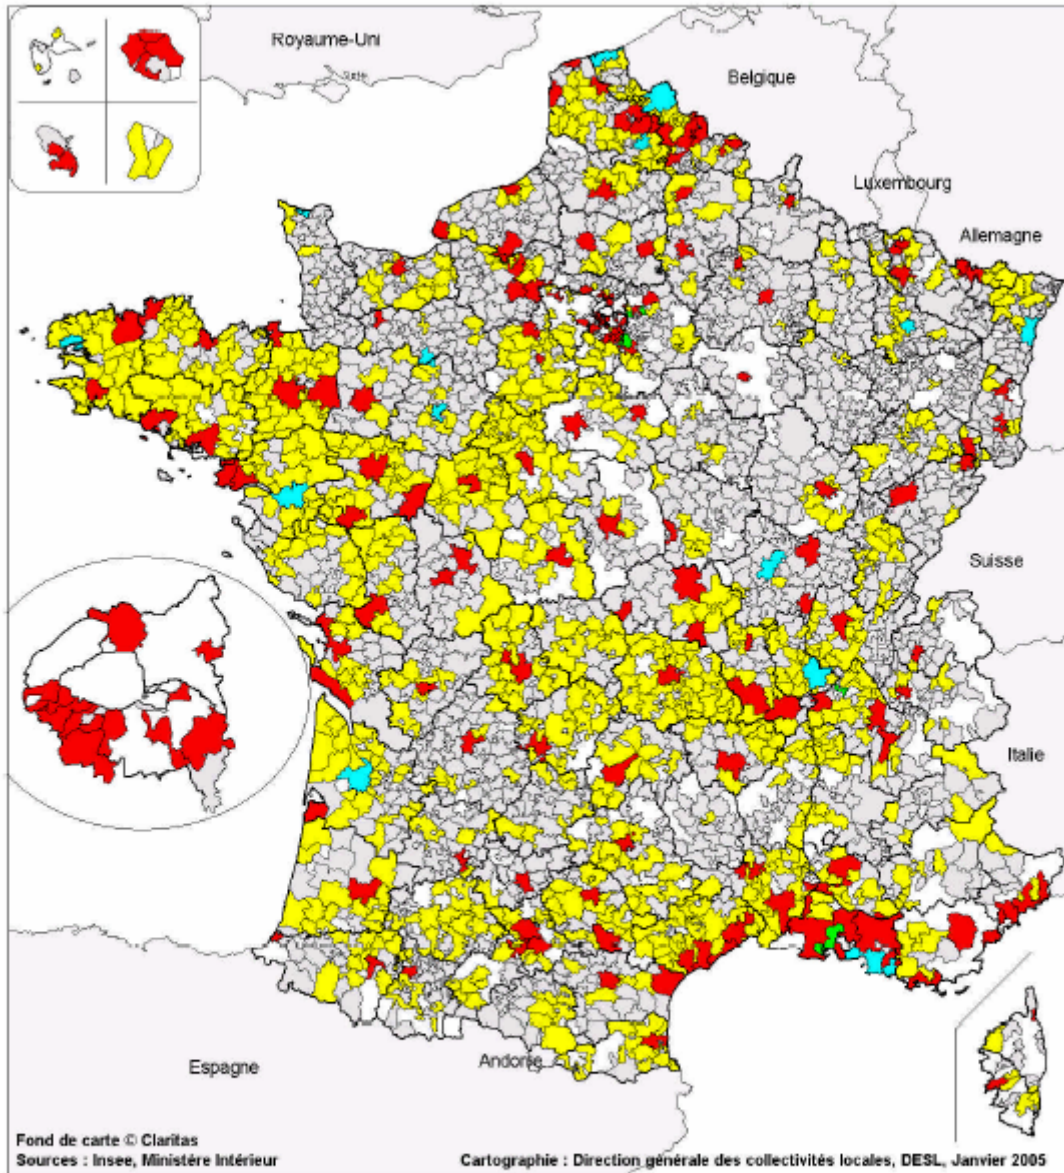 Royaume-Uni
Belgique
Luxembourg
Allemagne
Suisse
Italie
Espagne
Andorre
Fond de carte © Claritas
Sources : Insee, Ministère Intérieur
Cartographie : Direction générale des collectivités locales, DESL, Janvier 2005